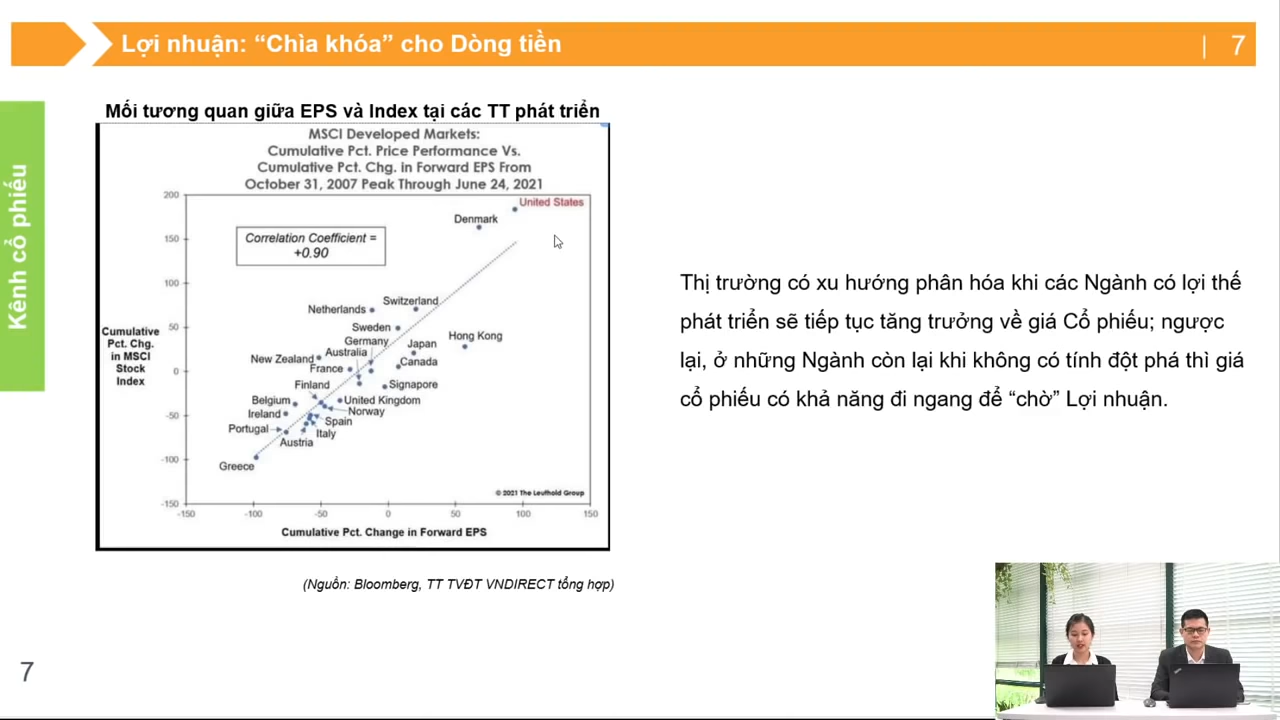 Lợi nhuận: “Chìa khóa” cho Dòng tiền
| 7
Kênh cổ phiếu
Mối tương quan giữa EPS và Index tại các TT phát triển
MSCI Developed Markets:
Cumulative Pct. Price Performance Vs.
Cumulative Pct. Chg. in Forward EPS From
October 31, 2007 Peak Through June 24, 2021
200
150
100
50
0
-50
-100
-150
Cumulative
Pct. Chg.
in MSCI
Stock
Index
Correlation Coefficient =
+0.90
United States
Denmark
Switzerland
Netherlands
Sweden
Germany
Hong Kong
Japan
Australia
New Zealand
Canada
France
Finland
Singapore
Belgium
United Kingdom
Norway
Ireland
Spain
Portugal
Italy
Austria
Greece
© 2021 The Leuthold Group
-150
-100
-50
0
50
100
150
Cumulative Pct. Change in Forward EPS
(Nguồn: Bloomberg, TT TVĐT VNDIRECT tổng hợp)
Thị trường có xu hướng phân hóa khi các Ngành có lợi thế
phát triển sẽ tiếp tục tăng trưởng về giá Cổ phiếu; ngược
lại, ở những Ngành còn lại khi không có tính đột phá thì giá
cổ phiếu có khả năng đi ngang để “chờ” Lợi nhuận.
7